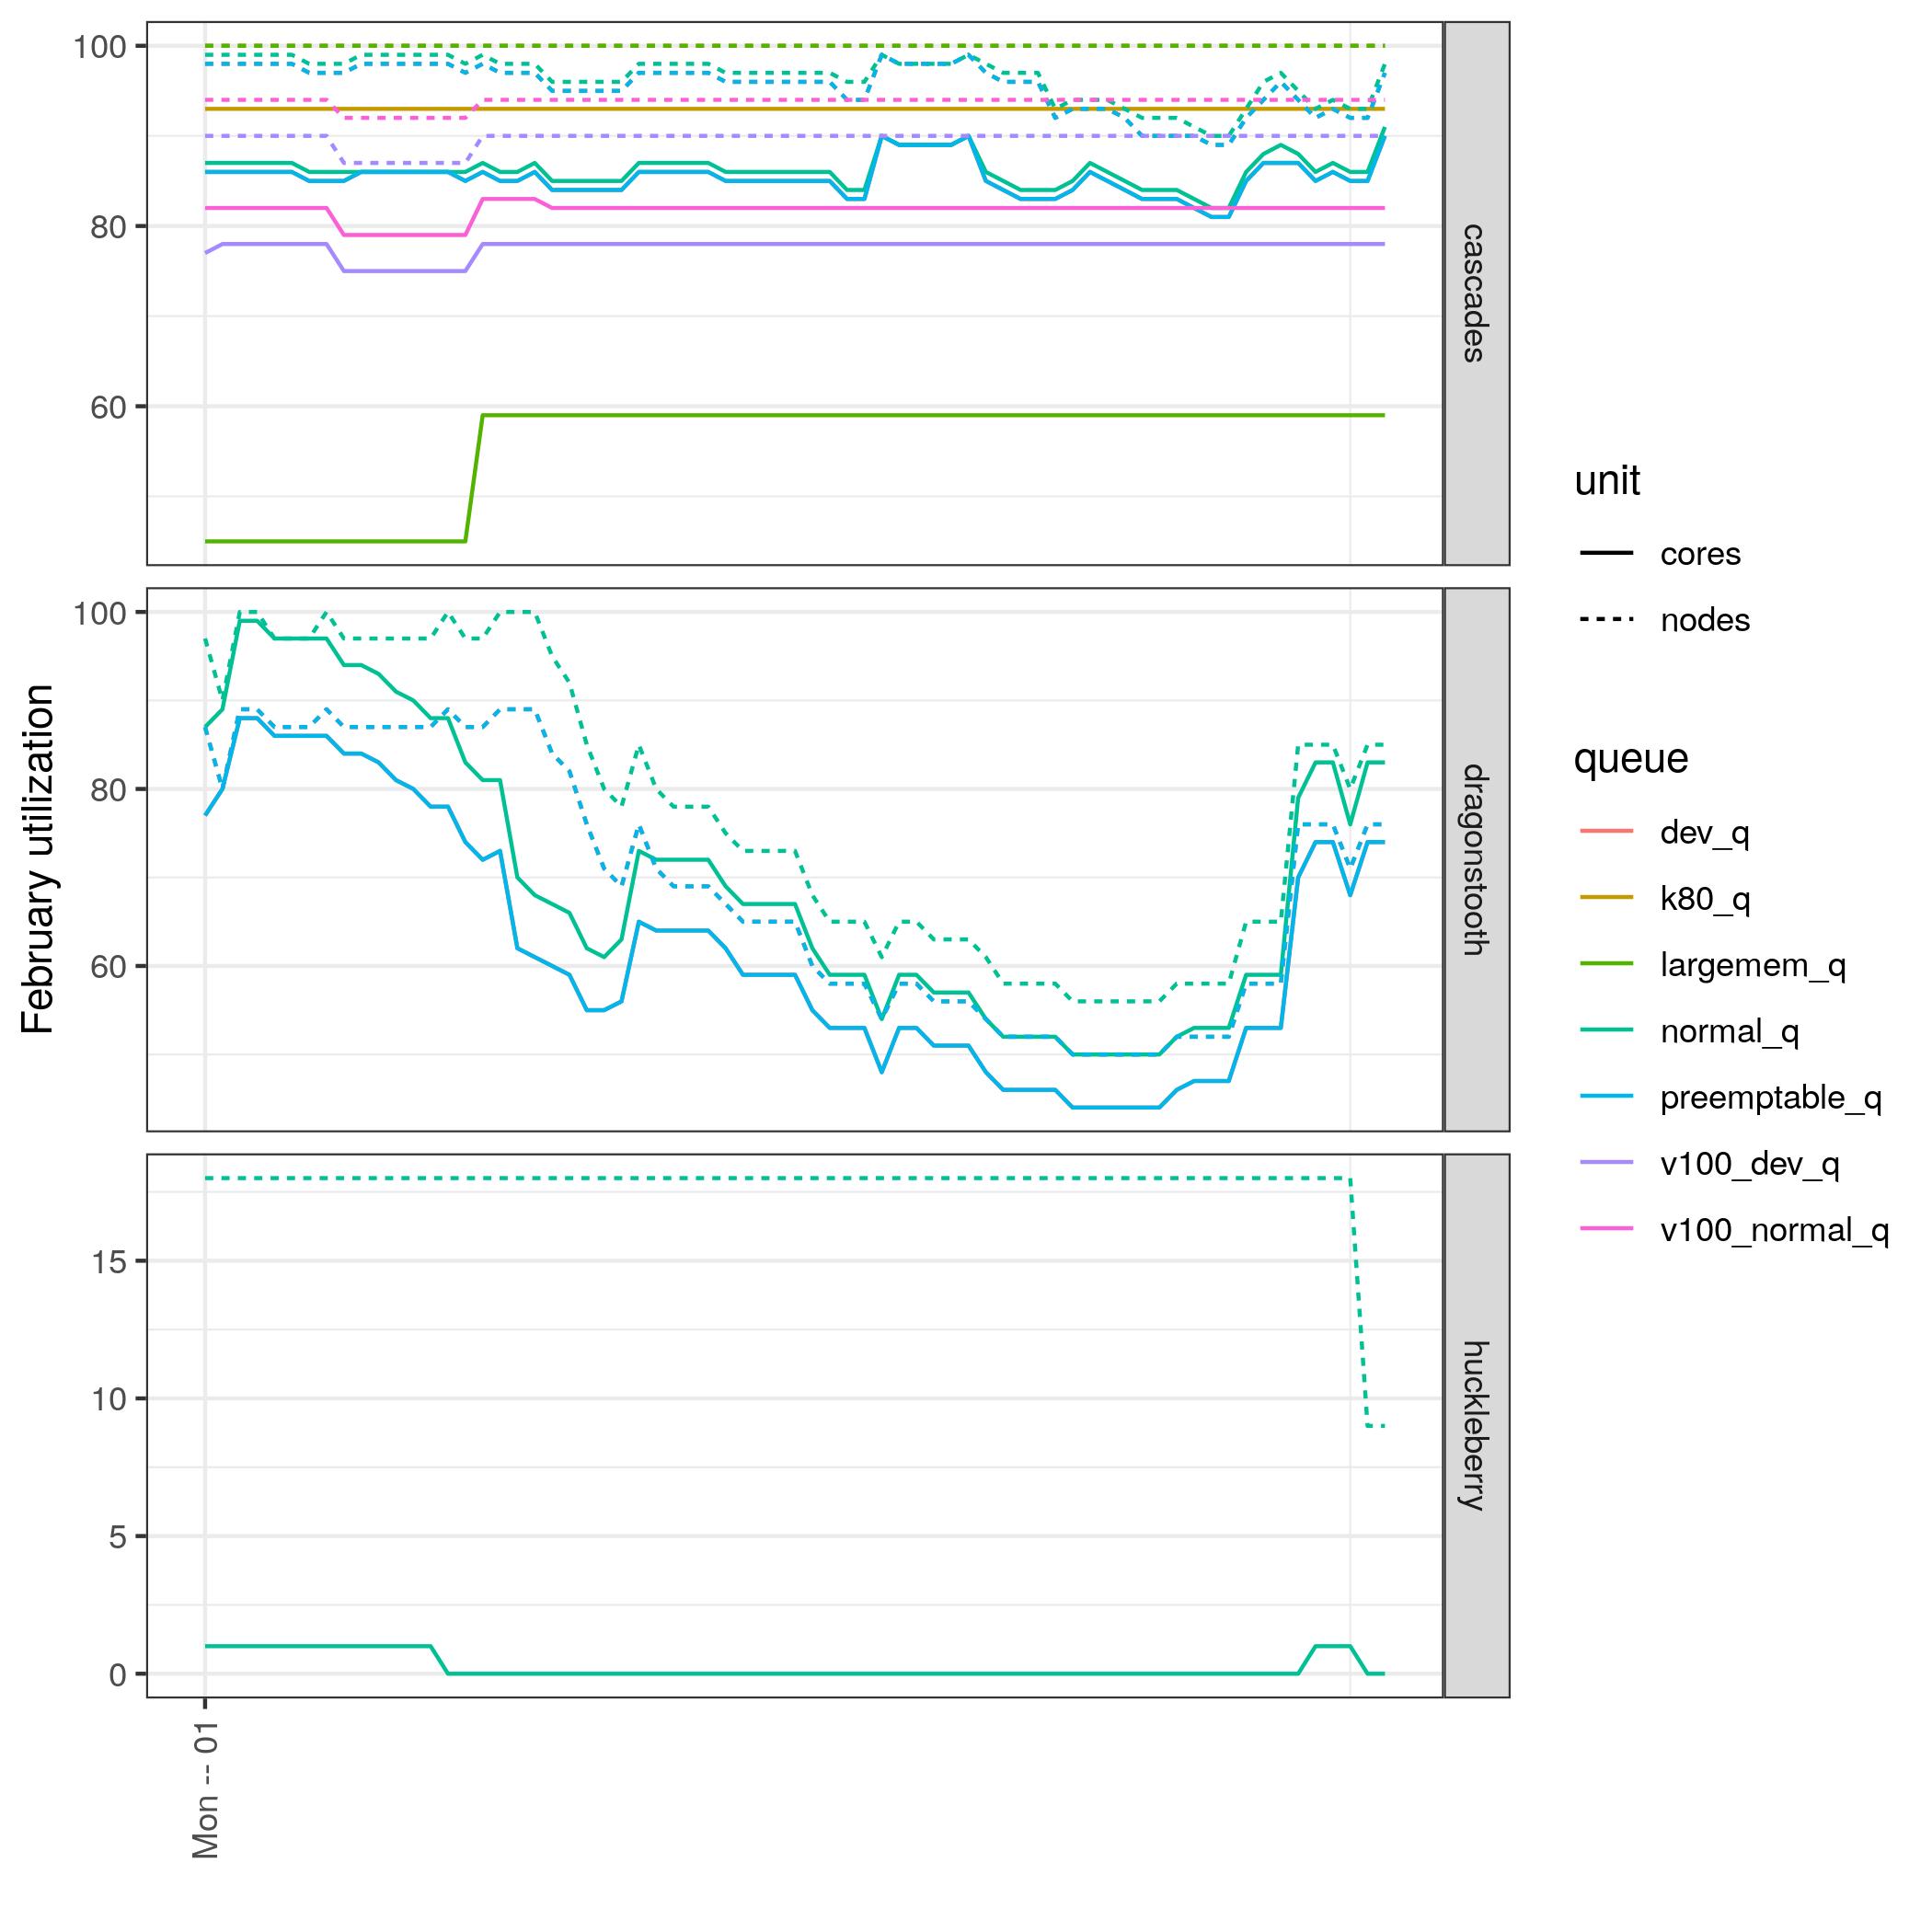 February utilization
100
80
60
cascades
100
80
60
dragonstooth
15
10
5
0
huckleberry
Mon -- 01
unit
cores
nodes
queue
dev_q
k80_q
largemem_q
normal_q
preemptable_q
v100_dev_q
v100_normal_q